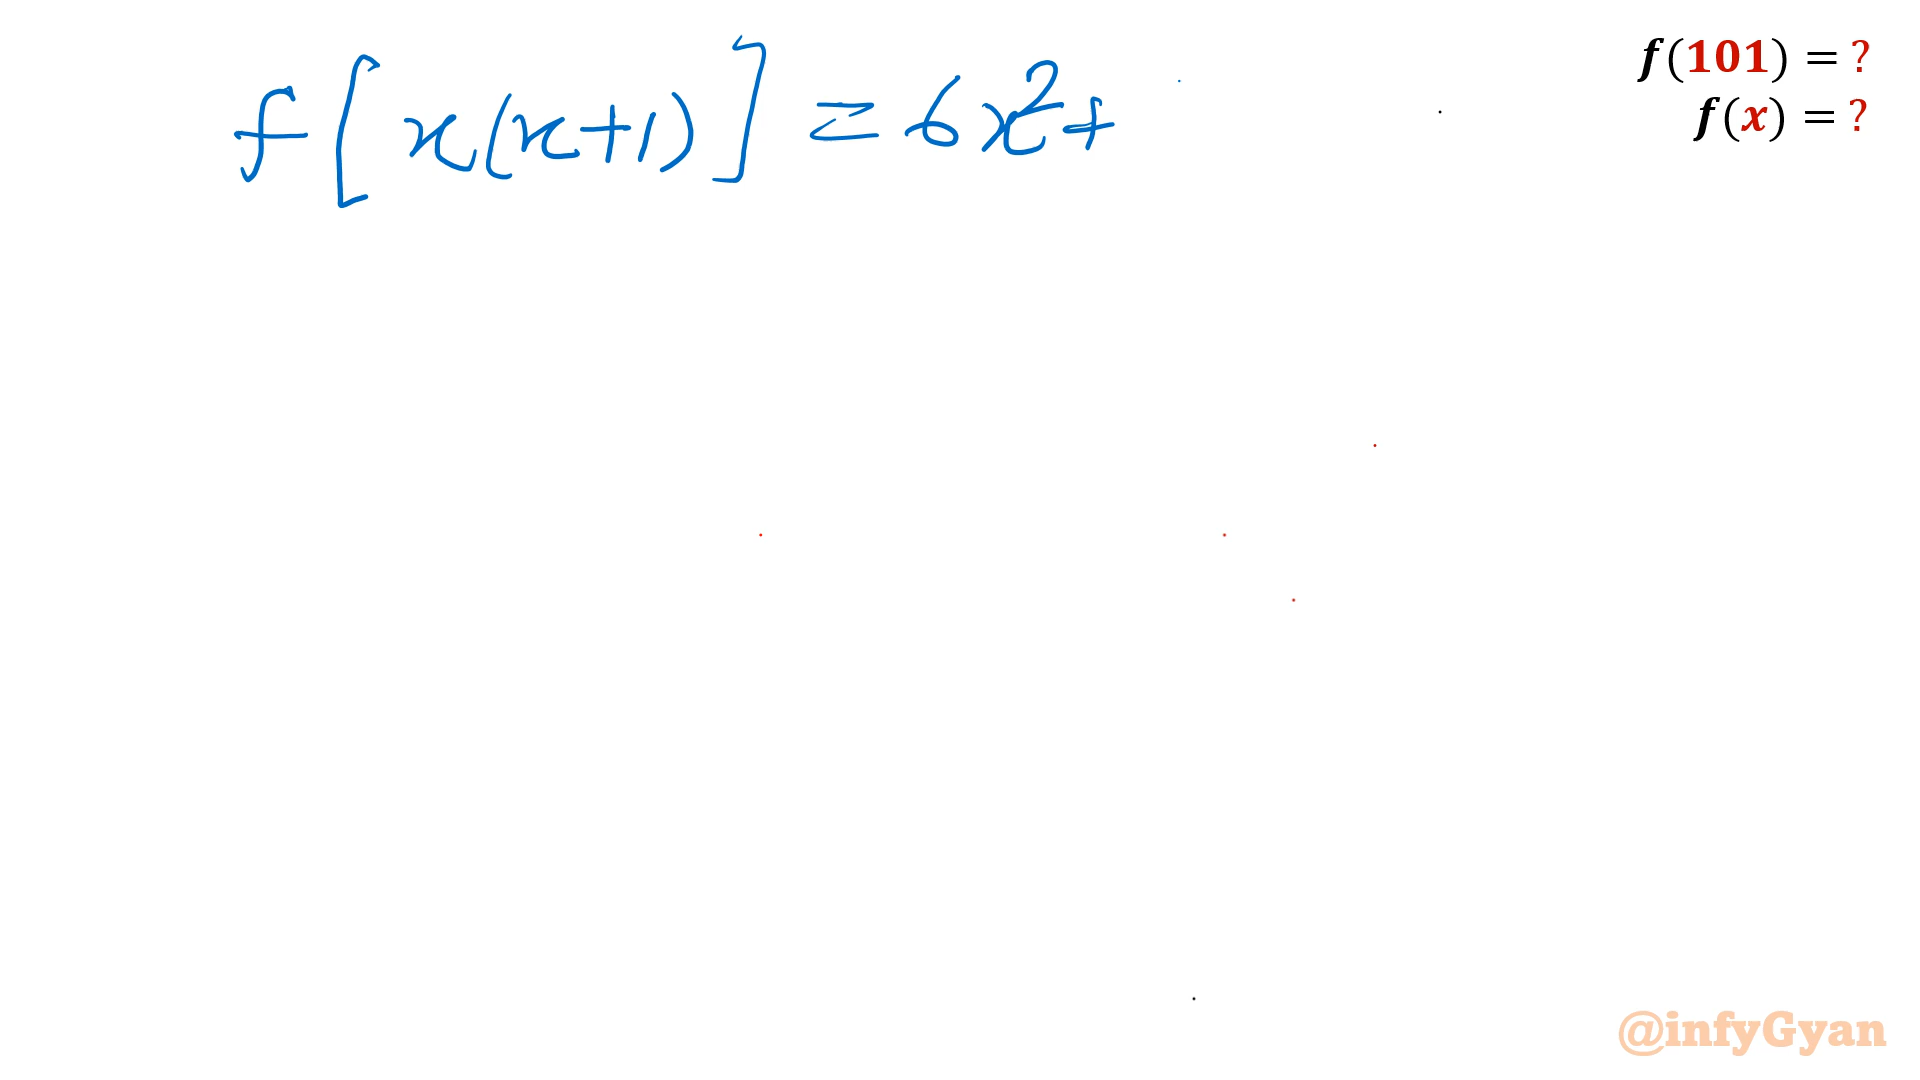 f[x(x+1)] = 6x²+
f(101) = ?
f(x) = ?
@infyGyan